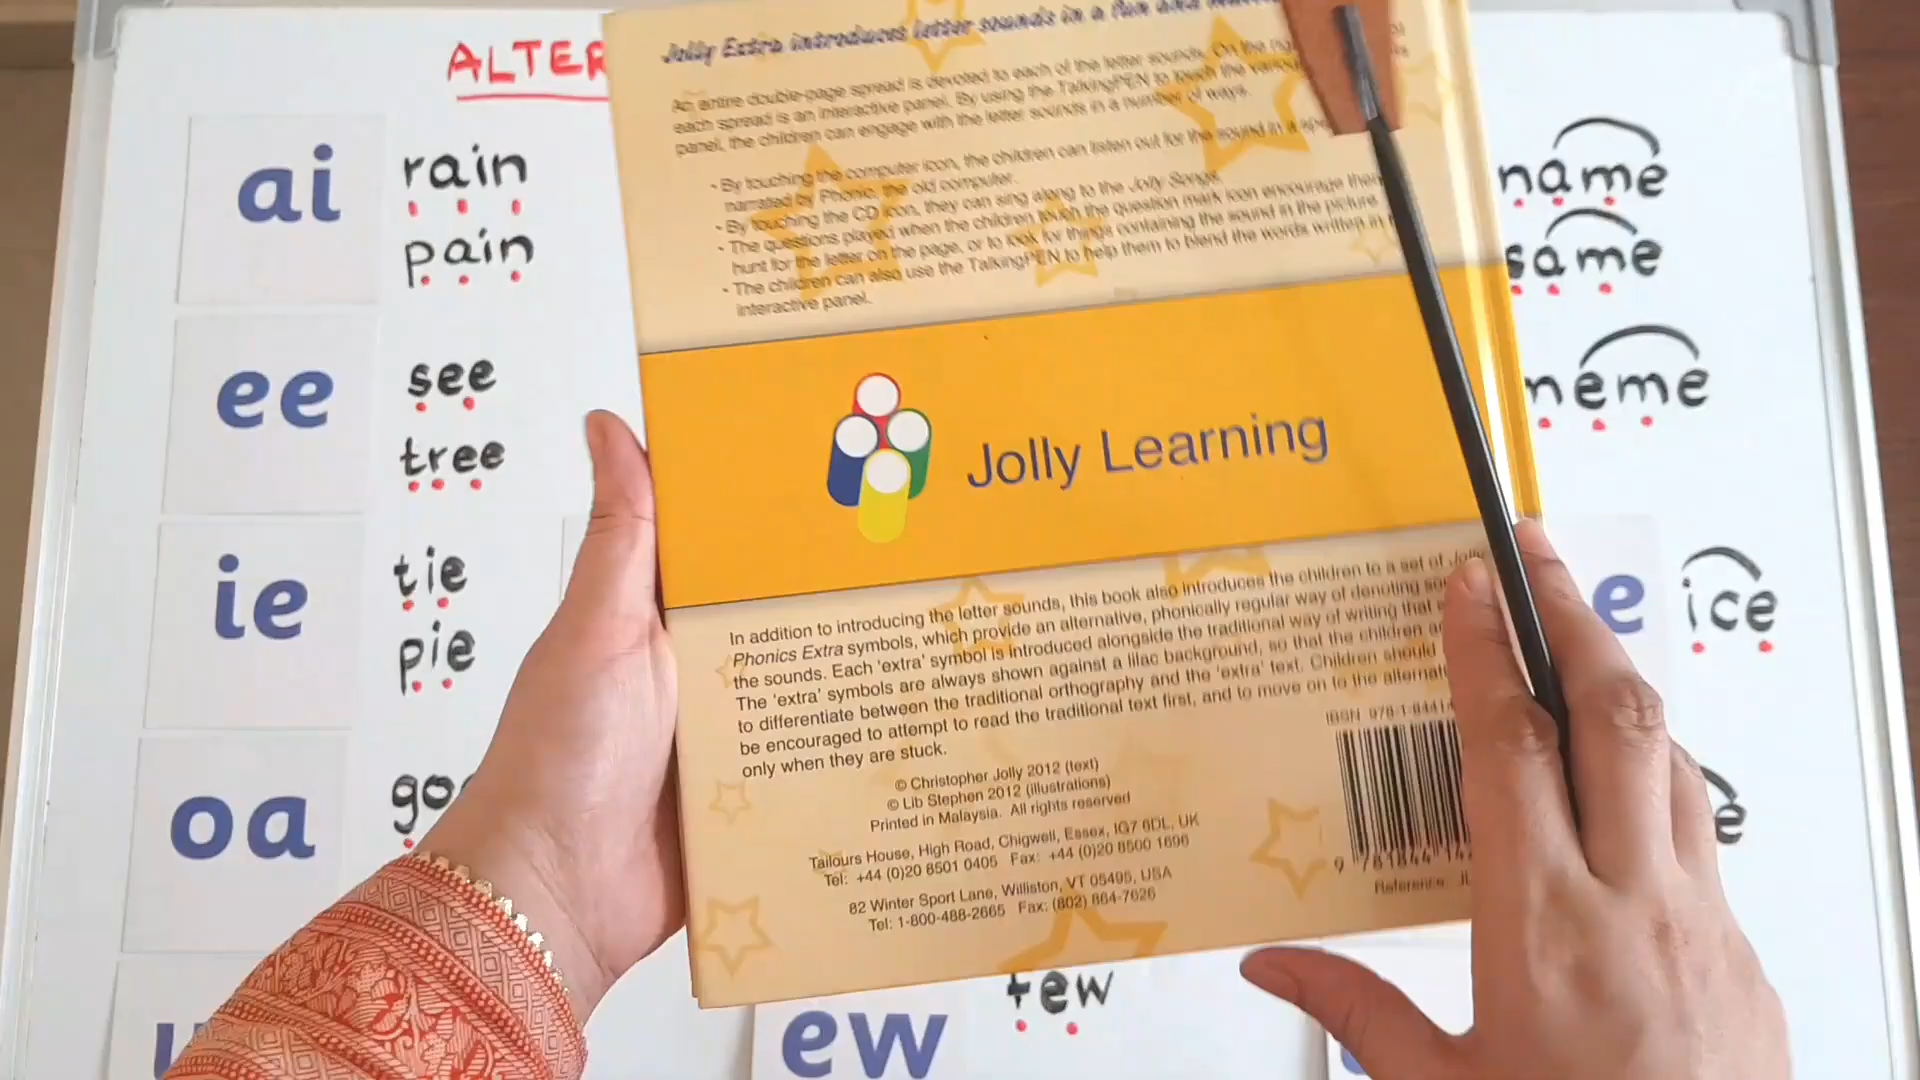 ALTER
ai
rain
pain
ee
see
tree
ie
tie
pie
oa
Jolly Extra introduces letter sounds in a fun and
An entire double-page spread is devoted to each of the letter sounds. On the
each spread is an interactive panel. By using the TalkingPEN to touch the various
panel, the children can engage with the letter sounds in a number of ways.
• By touching the computer icon, the children can listen out for the sound in a
narrated by Phonic, the old computer.
• By touching the CD icon, they can sing along to the Jolly Songs.
• The questions played when the children touch the question mark icon encourage them
hunt for the letter on the page, or to look for things containing the sound in the picture.
• The children can also use the TalkingPEN to help them to blend the words written in
interactive panel.
Jolly Learning
In addition to introducing the letter sounds, this book also introduces the children to a set of Jolly
Phonics Extra symbols, which provide an alternative, phonically regular way of denoting
the sounds. Each 'extra' symbol is introduced alongside the traditional way of writing that
The 'extra' symbols are always shown against a lilac background, so that the children
to differentiate between the traditional orthography and the 'extra' text. Children should
be encouraged to attempt to read the traditional text first, and to move on to the
only when they are stuck.
© Christopher Jolly 2012 (text)
© Lib Stephen 2012 (illustrations)
Printed in Malaysia. All rights reserved
Tailours House, High Road, Chigwell, Essex, IG7 6DL, UK
Tel: +44 (0)20 8501 0405 Fax: +44 (0)20 8500 1696
82 Winter Sport Lane, Williston, VT 05495, USA
Tel: 1-800-488-2665 Fax: (802) 864-7626
ISBN 978-1-8441
9 781844 14
Reference: JL
name
same
meme
e
ice
e
ew
few